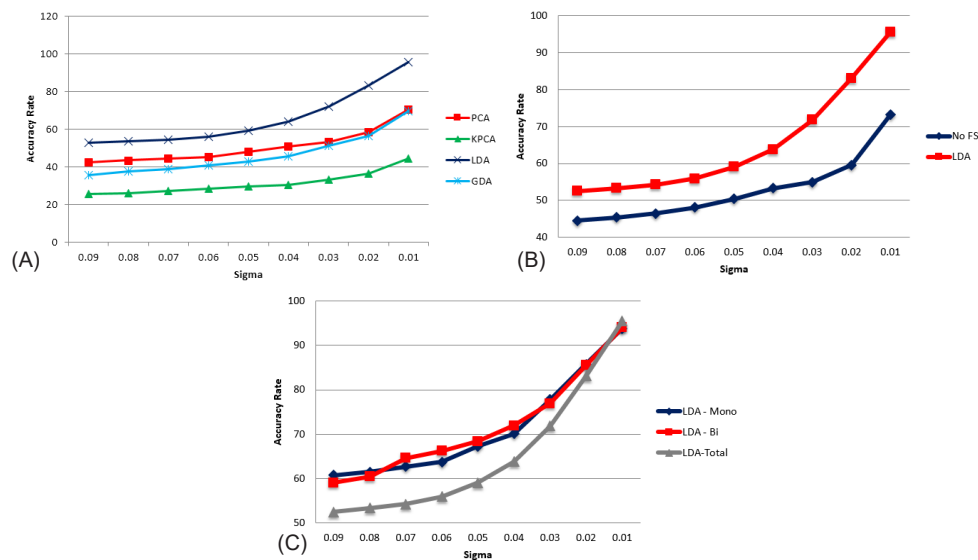 120
100
80
60
40
20
0
Accuracy Rate
0.09 0.08 0.07 0.06 0.05 0.04 0.03 0.02 0.01
Sigma
PCA
KPCA
LDA
GDA
(A)
100
90
80
70
60
50
40
Accuracy Rate
0.09 0.08 0.07 0.06 0.05 0.04 0.03 0.02 0.01
Sigma
No FS
LDA
(B)
100
90
80
70
60
50
Accuracy Rate
0.09 0.08 0.07 0.06 0.05 0.04 0.03 0.02 0.01
Sigma
LDA - Mono
LDA - Bi
LDA-Total
(C)